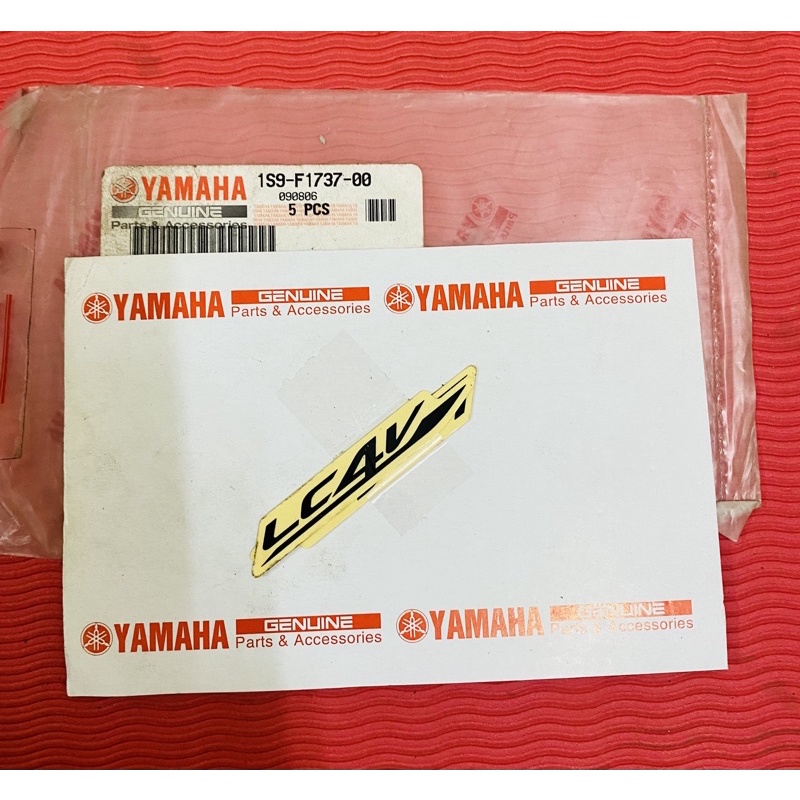 YAMAHA 1S9-F1737-00
090806
GENUINE 5 PCS
Parts & Accessories
YAMAHA GENUINE Parts & Accessories
YAMAHA GENUINE Parts & Accessories
LC4V
YAMAHA GENUINE Parts & Accessories
YAMAHA GENUINE Parts & Accessories